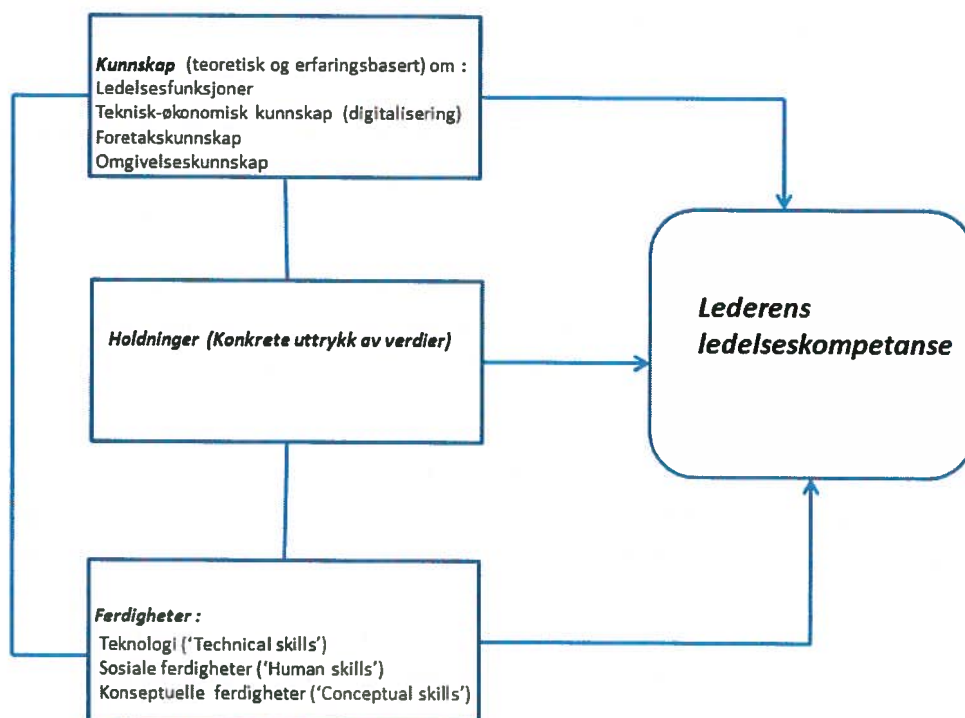 Kunnskap (teoretisk og erfaringsbasert) om :
Ledelsesfunksjoner
Teknisk-økonomisk kunnskap (digitalisering)
Foretakskunnskap
Omgivelseskunnskap
Holdninger (Konkrete uttrykk av verdier)
Lederens
ledelseskompetanse
Ferdigheter :
Teknologi (‘Technical skills’)
Sosiale ferdigheter (‘Human skills’)
Konseptuelle ferdigheter (‘Conceptual skills’)